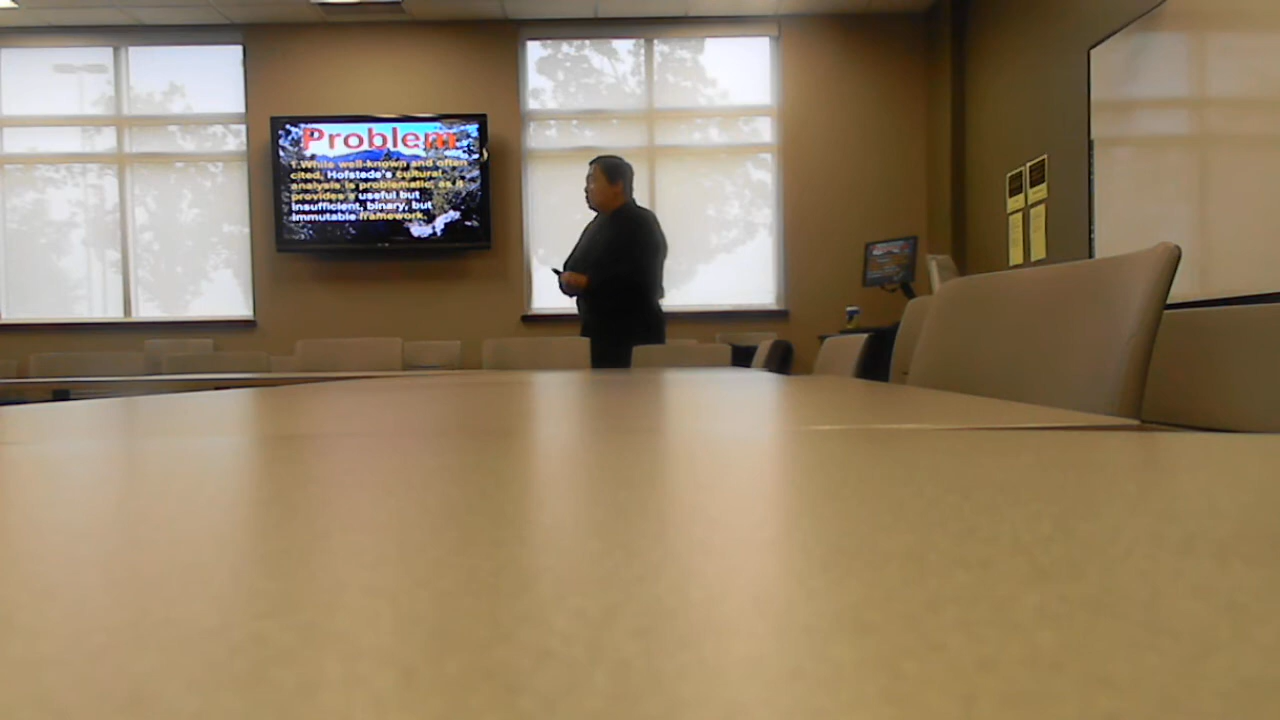 Problem
1.While well-known and often
cited, Hofstede's cultural
analysis is problematic, as it
provides a useful but
insufficient, binary, but
immutable framework.